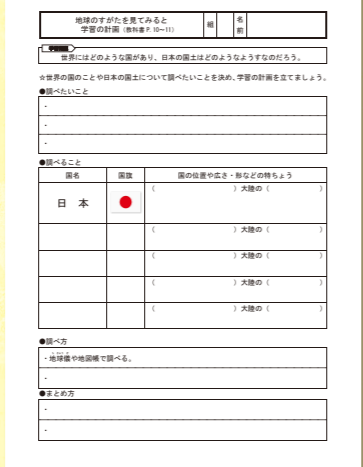 地球のすがたを見てみると
学習の計画（教科書P.10～11）
組
名前
世界にはどのような国があり、日本の国土はどのようなようすなのだろう。
☆世界の国のことや日本の国土について調べたいことを決め、学習の計画を立てましょう。
●調べたいこと
・
・
・
●調べること
国名 国旗 国の位置や広さ・形などの特ちょう
日 本 （ ）大陸の（ ）
（ ）大陸の（ ）
（ ）大陸の（ ）
（ ）大陸の（ ）
（ ）大陸の（ ）
●調べ方
・地球儀や地図帳で調べる。
・
●まとめ方
・
・